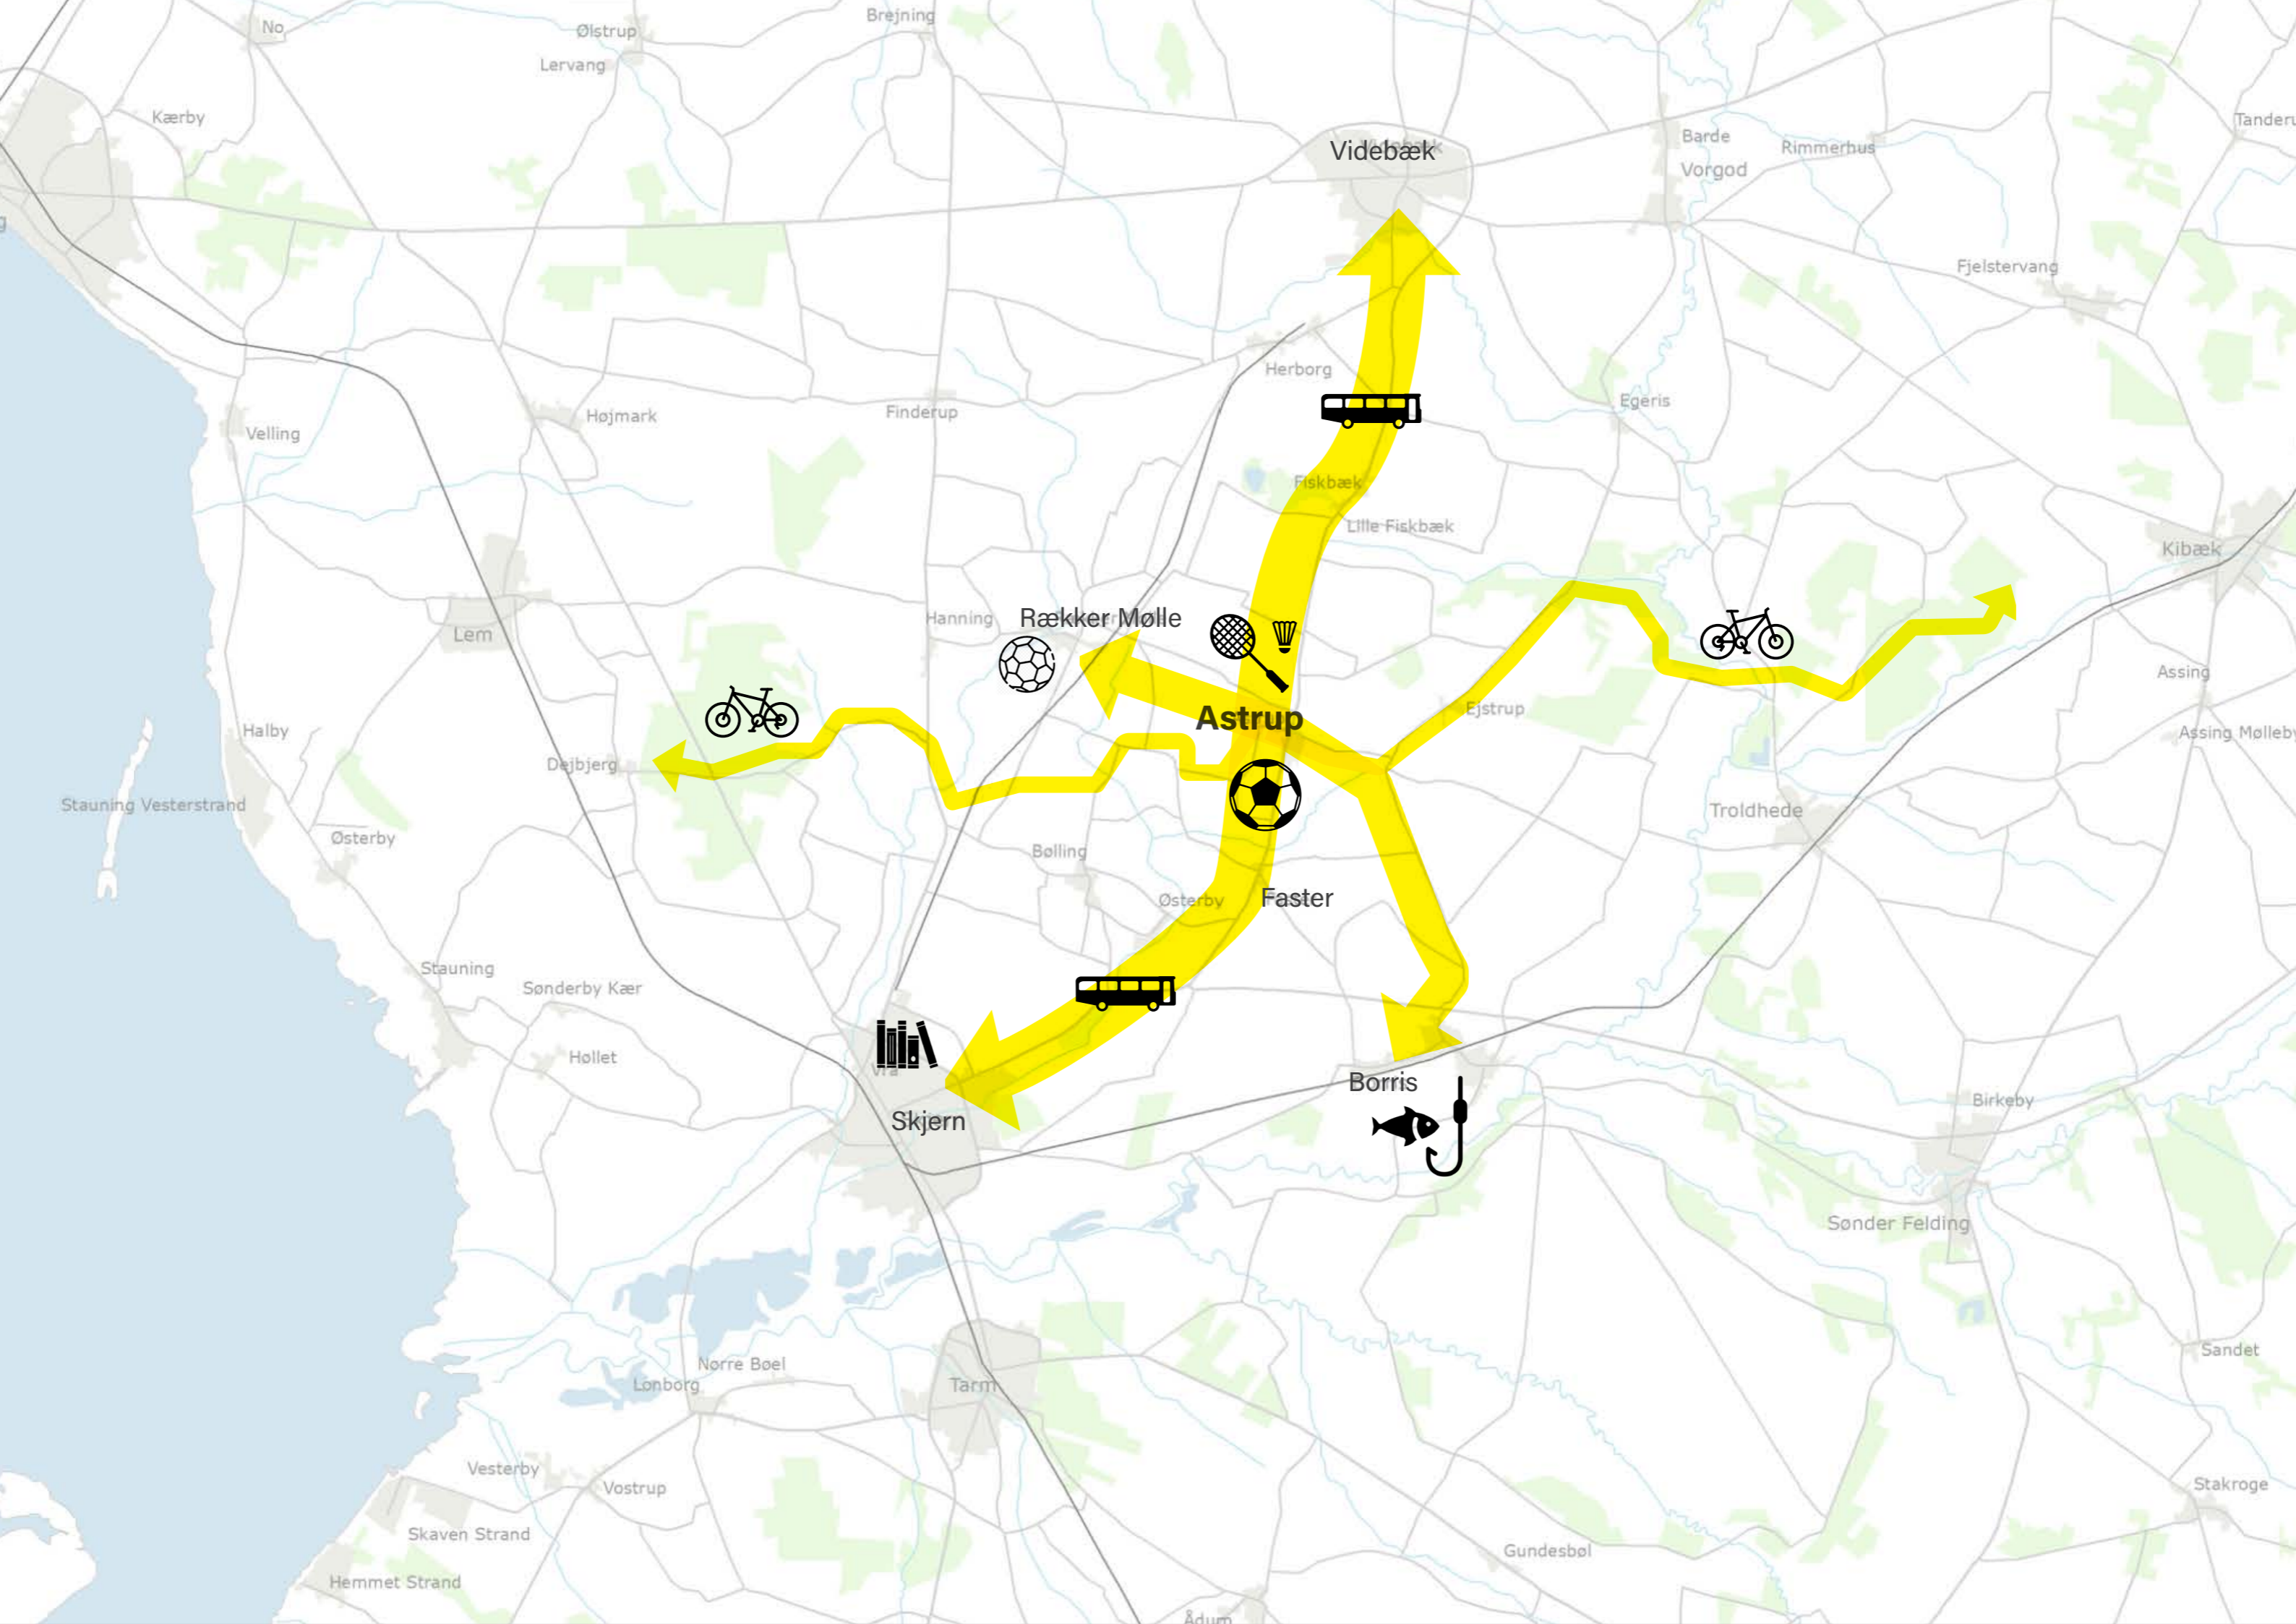 No
Ølstrup
Brejning
Lervang
Kærby
Tanderu
Barde
Rimmerhus
Videbæk
Vorgod
Fjelstervang
Herborg
Egeris
Højmark
Finderup
Velling
Fiskbæk
Lille Fiskbæk
Kibæk
Hanning
Rækker Mølle
Lem
Assing
Ejstrup
Astrup
Halby
Assing Mølleby
Dejbjerg
Stauning Vesterstrand
Troldhede
Østerby
Bølling
Østerby
Faster
Stauning
Sønderby Kær
Høllet
Vra
Borris
Birkeby
Skjern
Sønder Felding
Sandet
Nørre Bøel
Lønborg
Tarm
Vesterby
Vostrup
Stakroge
Skaven Strand
Gundesbøl
Hemmet Strand
Ådum